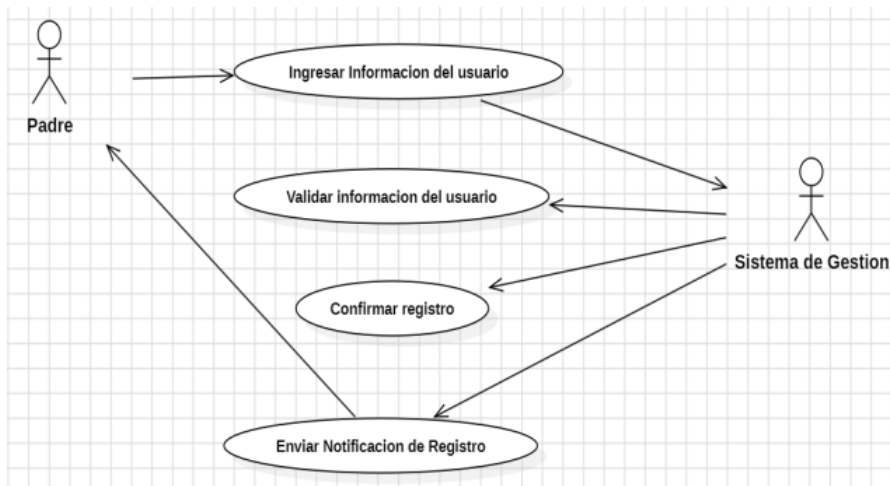 Ingresar Informacion del usuario
Padre
Validar informacion del usuario
Sistema de Gestion
Confirmar registro
Enviar Notificacion de Registro